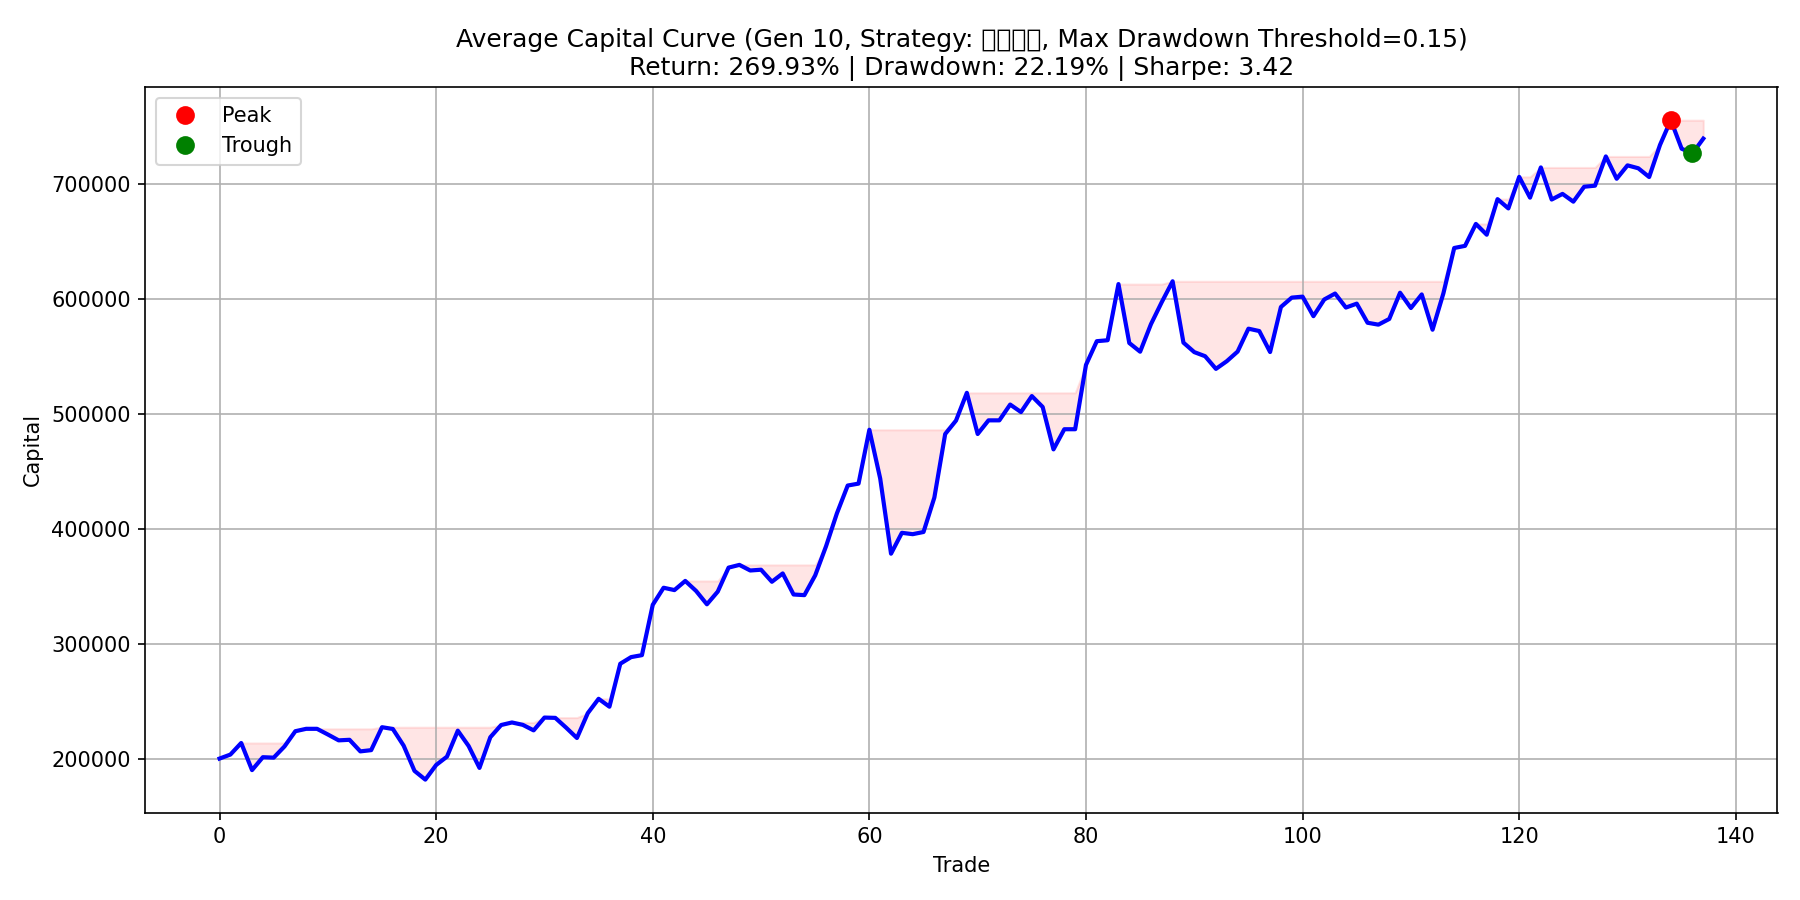 Average Capital Curve (Gen 10, Strategy: , Max Drawdown Threshold=0.15)
Return: 269.93% | Drawdown: 22.19% | Sharpe: 3.42
Peak
Trough
Capital
700000
600000
500000
400000
300000
200000
0 20 40 60 80 100 120 140
Trade